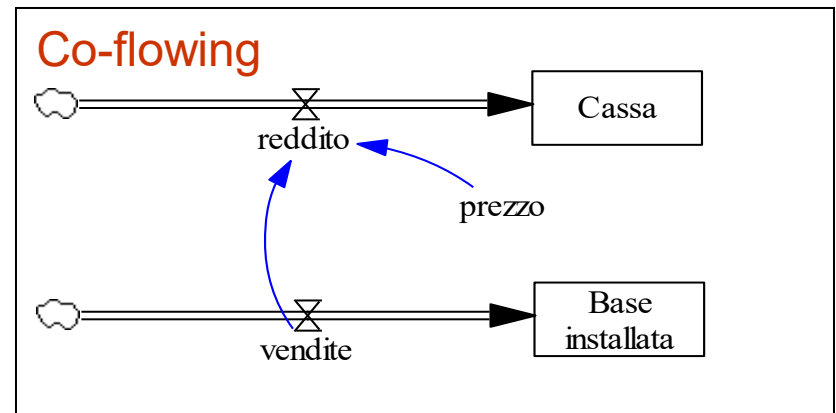 Co-flowing
Cassa
reddito
prezzo
Base
installata
vendite